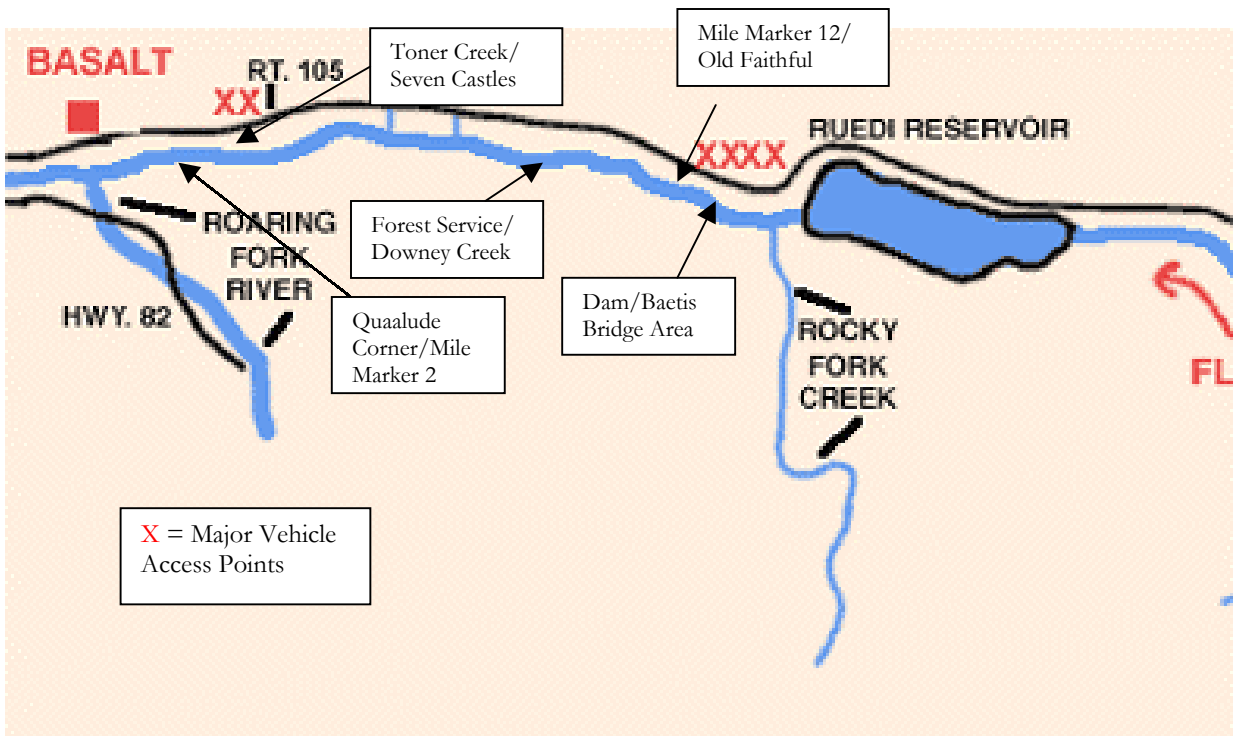 BASALT
XX
RT. 105
Toner Creek/
Seven Castles
Mile Marker 12/
Old Faithful
XXXX
RUEDI RESERVOIR
ROARING
FORK
RIVER
HWY. 82
Forest Service/
Downey Creek
Quaalude
Corner/Mile
Marker 2
Dam/Baetis
Bridge Area
ROCKY
FORK
CREEK
FL
X = Major Vehicle
Access Points